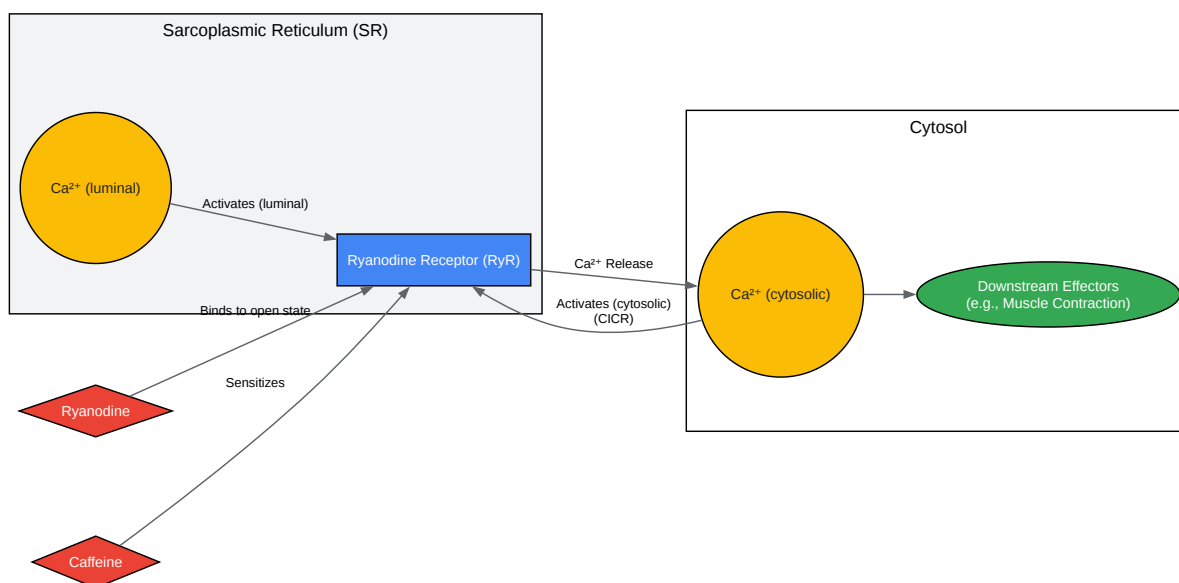 Sarcoplasmic Reticulum (SR)
Cytosol
Ca²⁺ (luminal)
Activates (luminal)
Ryanodine Receptor (RyR)
Ca²⁺ Release
Activates (cytosolic)
(CICR)
Ca²⁺ (cytosolic)
Downstream Effectors
(e.g., Muscle Contraction)
Binds to open state
Sensitizes
Ryanodine
Caffeine